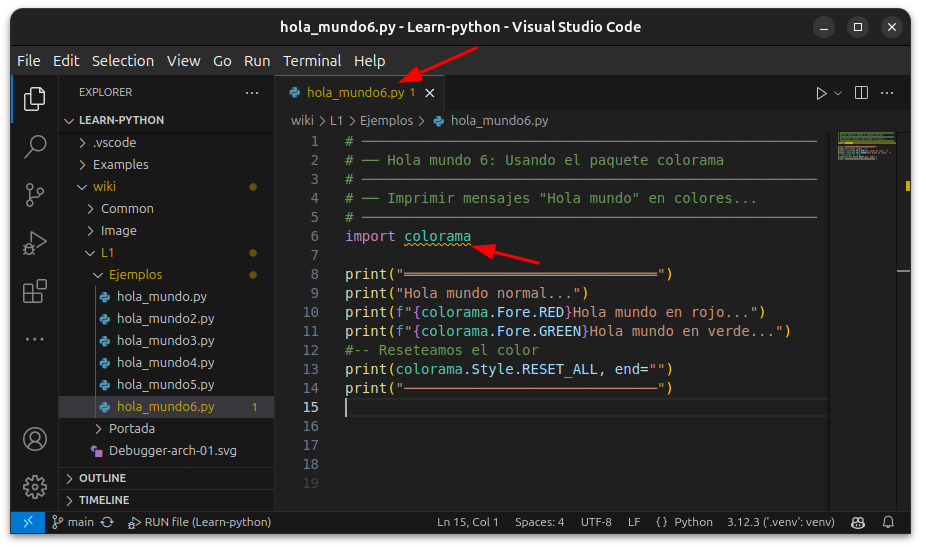 hola_mundo6.py - Learn-python - Visual Studio Code
File Edit Selection View Go Run Terminal Help
EXPLORER
LEARN-PYTHON
.vscode
Examples
wiki
Common
Image
L1
Ejemplos
hola_mundo.py
hola_mundo2.py
hola_mundo3.py
hola_mundo4.py
hola_mundo5.py
hola_mundo6.py 1
Portada
Debugger-arch-01.svg
OUTLINE
TIMELINE
hola_mundo6.py 1
wiki > L1 > Ejemplos > hola_mundo6.py
1 # ──────────────────────────────────────────────────────
2 # ── Hola mundo 6: Usando el paquete colorama
3 # ──────────────────────────────────────────────────────
4 # ── Imprimir mensajes "Hola mundo" en colores...
5 # ──────────────────────────────────────────────────────
6 import colorama
7
8 print("══════════════════════════════")
9 print("Hola mundo normal...")
10 print(f"{colorama.Fore.RED}Hola mundo en rojo...")
11 print(f"{colorama.Fore.GREEN}Hola mundo en verde...")
12 #-- Reseteamos el color
13 print(colorama.Style.RESET_ALL, end="")
14 print("──────────────────────────────")
15
16
17
18
19
main RUN file (Learn-python) Ln 15, Col 1 Spaces: 4 UTF-8 LF {} Python 3.12.3 ('.venv': venv)